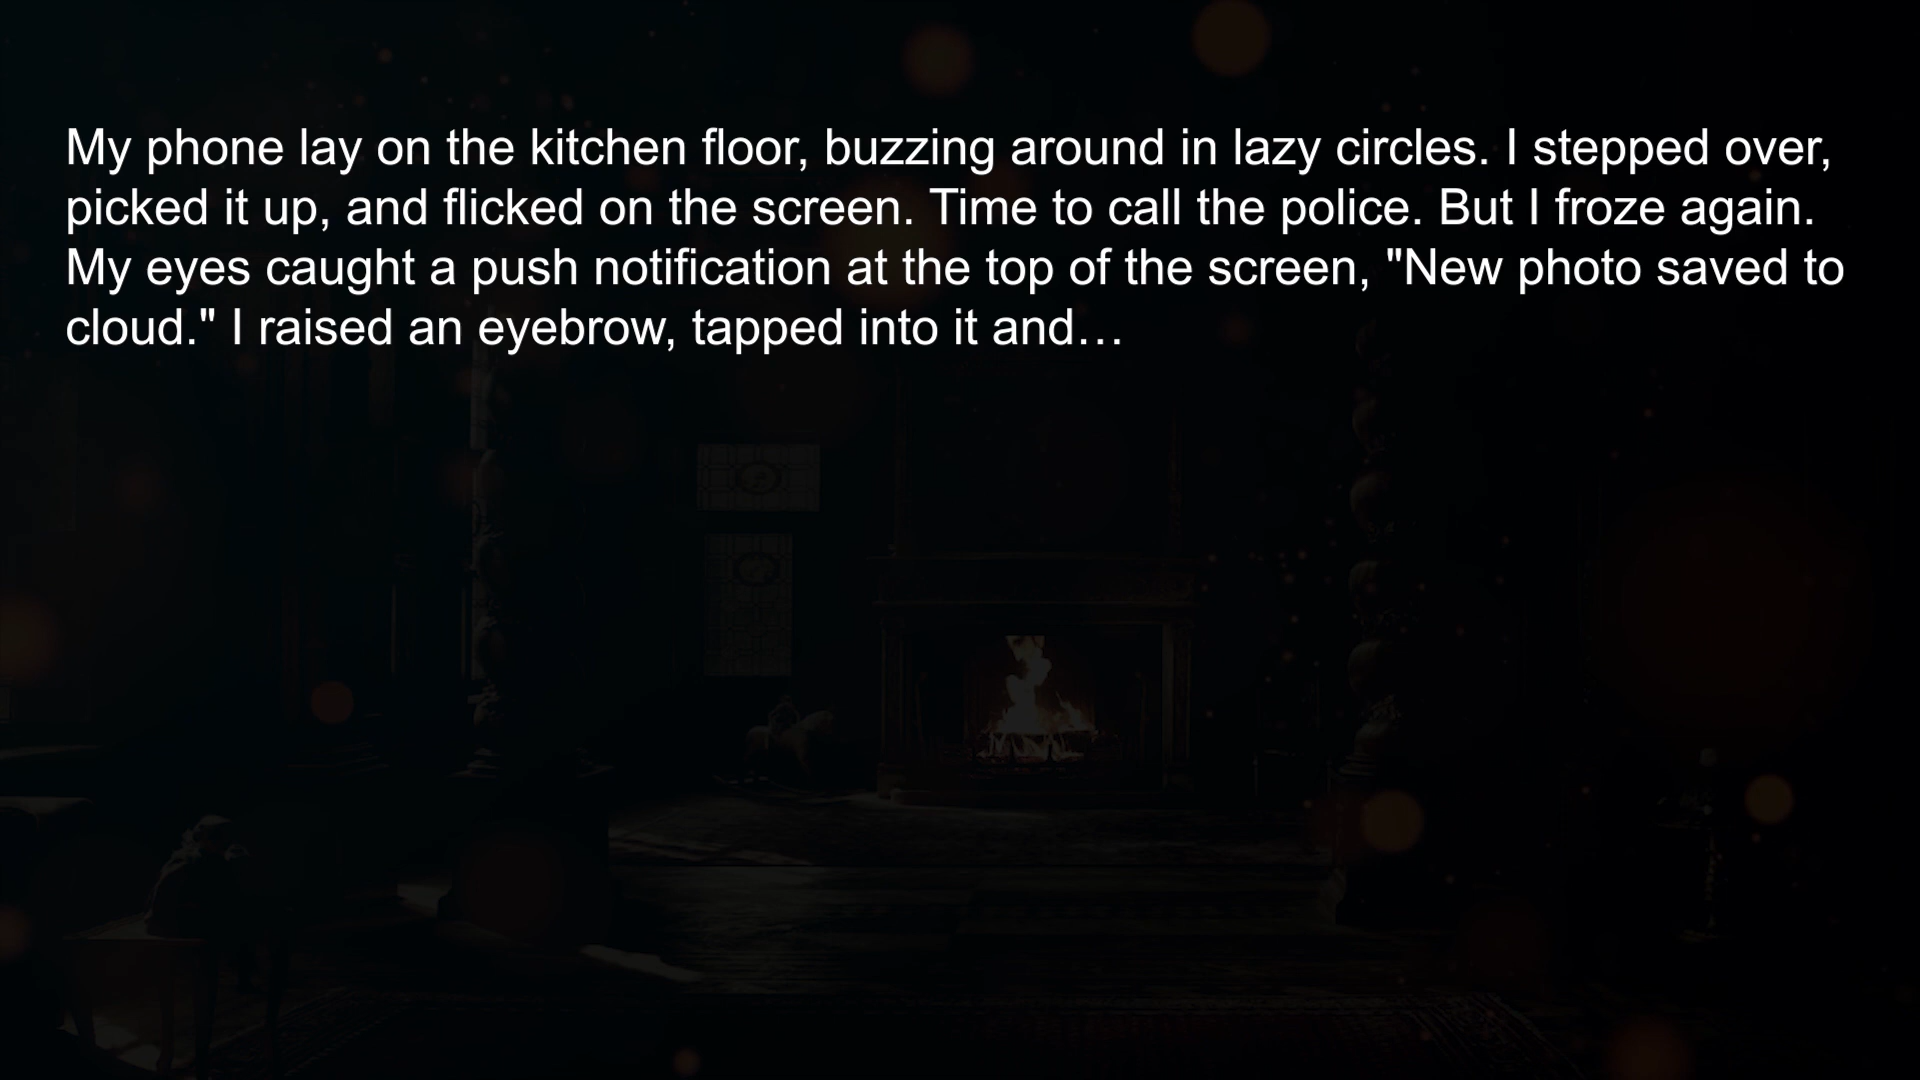 My phone lay on the kitchen floor, buzzing around in lazy circles. I stepped over,
picked it up, and flicked on the screen. Time to call the police. But I froze again.
My eyes caught a push notification at the top of the screen, "New photo saved to
cloud." I raised an eyebrow, tapped into it and…